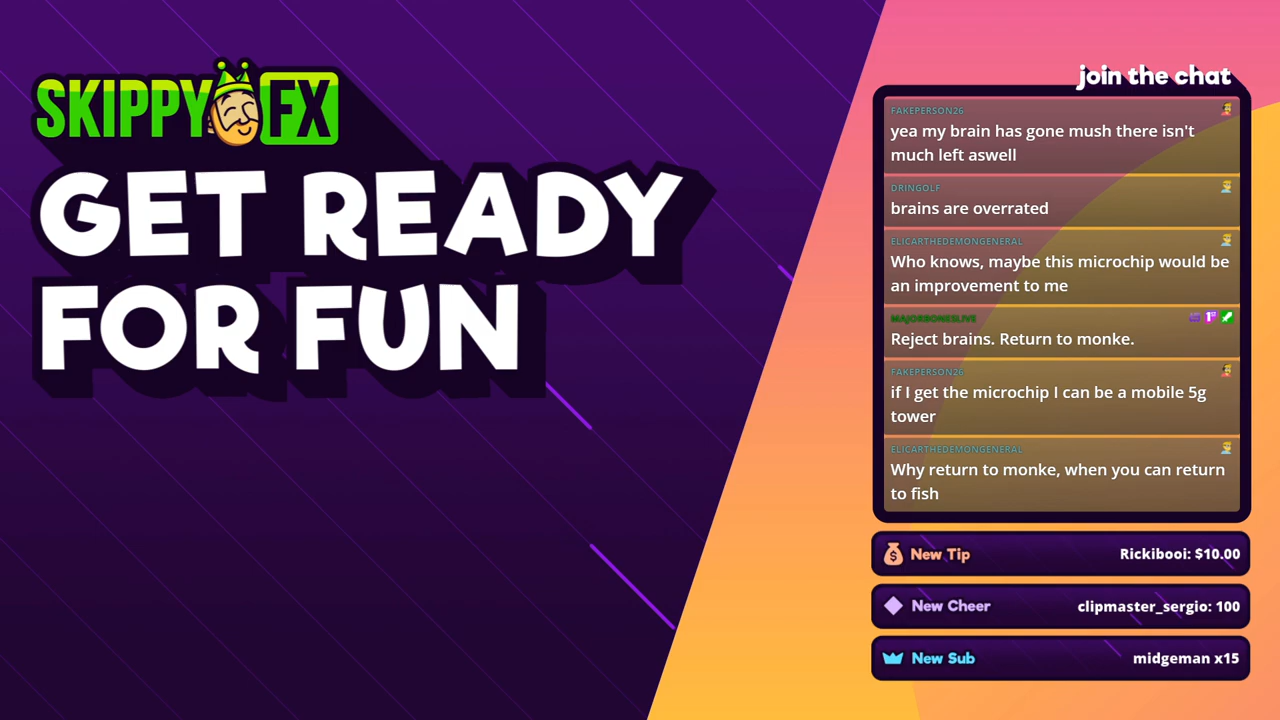 SKIPPY FX
GET READY
FOR FUN
join the chat
FAKEPERSON26
yea my brain has gone mush there isn't
much left aswell
DRINGOLF
brains are overrated
ELICARTHEDEMONGENERAL
Who knows, maybe this microchip would be
an improvement to me
MAJORBONESLIVE
Reject brains. Return to monke.
FAKEPERSON26
if I get the microchip I can be a mobile 5g
tower
ELICARTHEDEMONGENERAL
Why return to monke, when you can return
to fish
New Tip Rickibooi: $10.00
New Cheer clipmaster_sergio: 100
New Sub midgeman x15